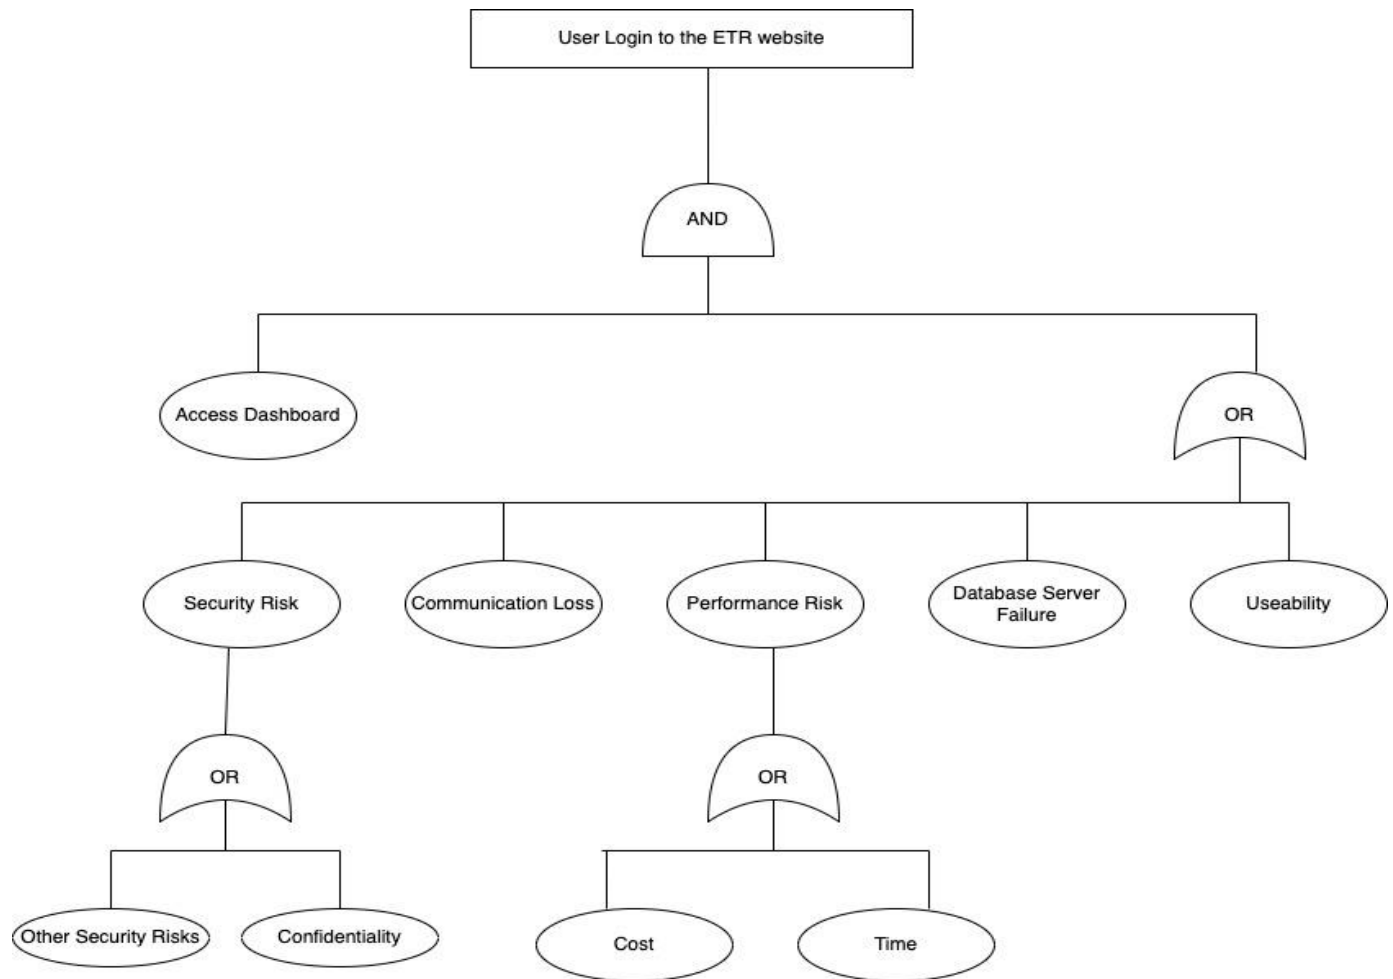 User Login to the ETR website
AND
Access Dashboard
OR
Security Risk
Communication Loss
Performance Risk
Database Server
Failure
Useability
OR
OR
Other Security Risks
Confidentiality
Cost
Time